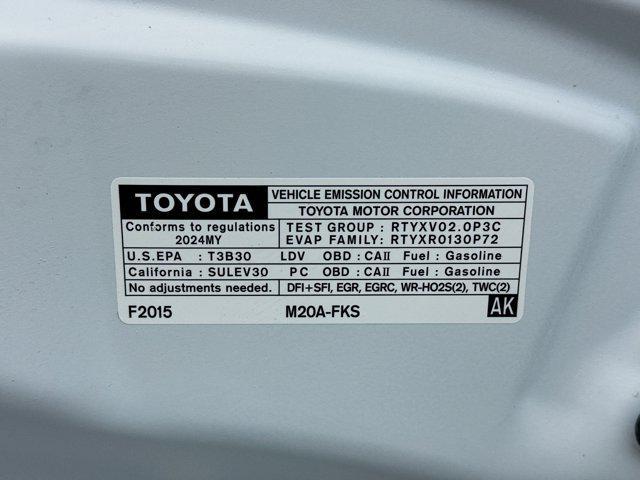 TOYOTA VEHICLE EMISSION CONTROL INFORMATION
TOYOTA MOTOR CORPORATION
Conforms to regulations TEST GROUP : RTYXV02.0P3C
2024MY EVAP FAMILY: RTYXR0130P72
U.S.EPA : T3B30 LDV OBD : CAII Fuel : Gasoline
California : SULEV30 PC OBD : CAII Fuel : Gasoline
No adjustments needed. DFI+SFI, EGR, EGRC, WR-HO2S(2), TWC(2)
F2015 M20A-FKS AK